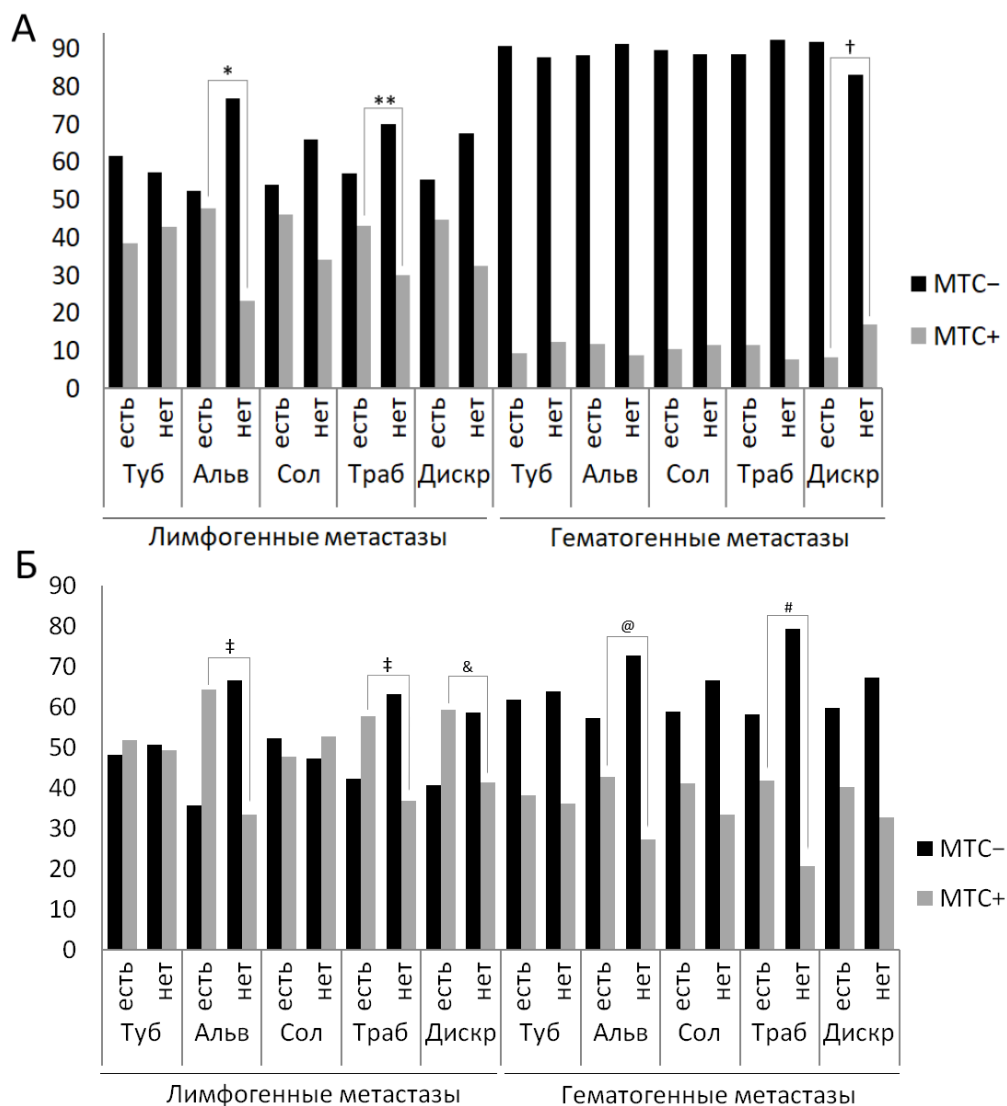 А
90
80
70
60
50
40
30
20
10
0
*
**
†
МТС–
МТС+
есть нет есть нет есть нет есть нет есть нет есть нет есть нет есть нет есть нет есть нет
Туб Альв Сол Траб Дискр Туб Альв Сол Траб Дискр
Лимфогенные метастазы Гематогенные метастазы
Б
90
80
70
60
50
40
30
20
10
0
‡
‡
&
@
#
МТС–
МТС+
есть нет есть нет есть нет есть нет есть нет есть нет есть нет есть нет есть нет есть нет
Туб Альв Сол Траб Дискр Туб Альв Сол Траб Дискр
Лимфогенные метастазы Гематогенные метастазы